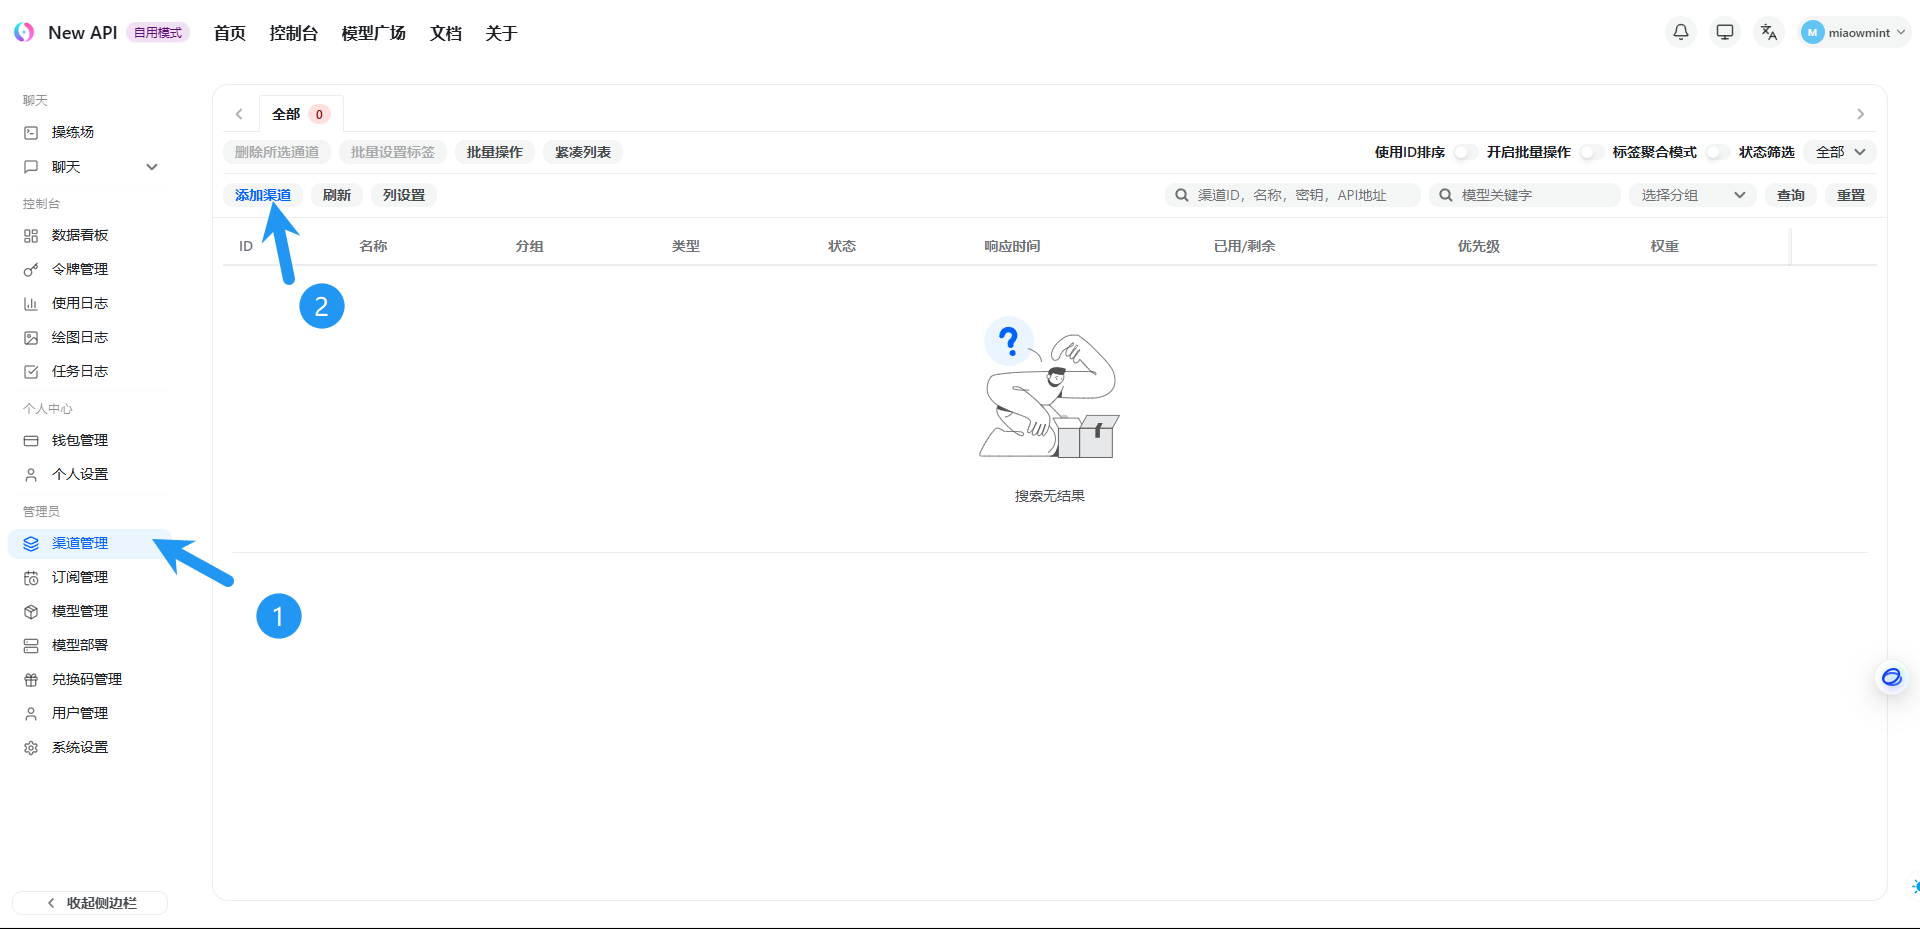 New API 自用模式 首页 控制台 模型广场 文档 关于 M miaowmint
聊天
操练场
聊天
控制台
数据看板
令牌管理
使用日志
绘图日志
任务日志
个人中心
钱包管理
个人设置
管理员
渠道管理
订阅管理
模型管理
模型部署
兑换码管理
用户管理
系统设置
收起侧边栏
全部 0
删除所选通道 批量设置标签 批量操作 紧凑列表 使用ID排序 开启批量操作 标签聚合模式 状态筛选 全部
添加渠道 刷新 列设置 渠道ID，名称，密钥，API地址 模型关键字 选择分组 查询 重置
ID 名称 分组 类型 状态 响应时间 已用/剩余 优先级 权重
2
?
搜索无结果
1